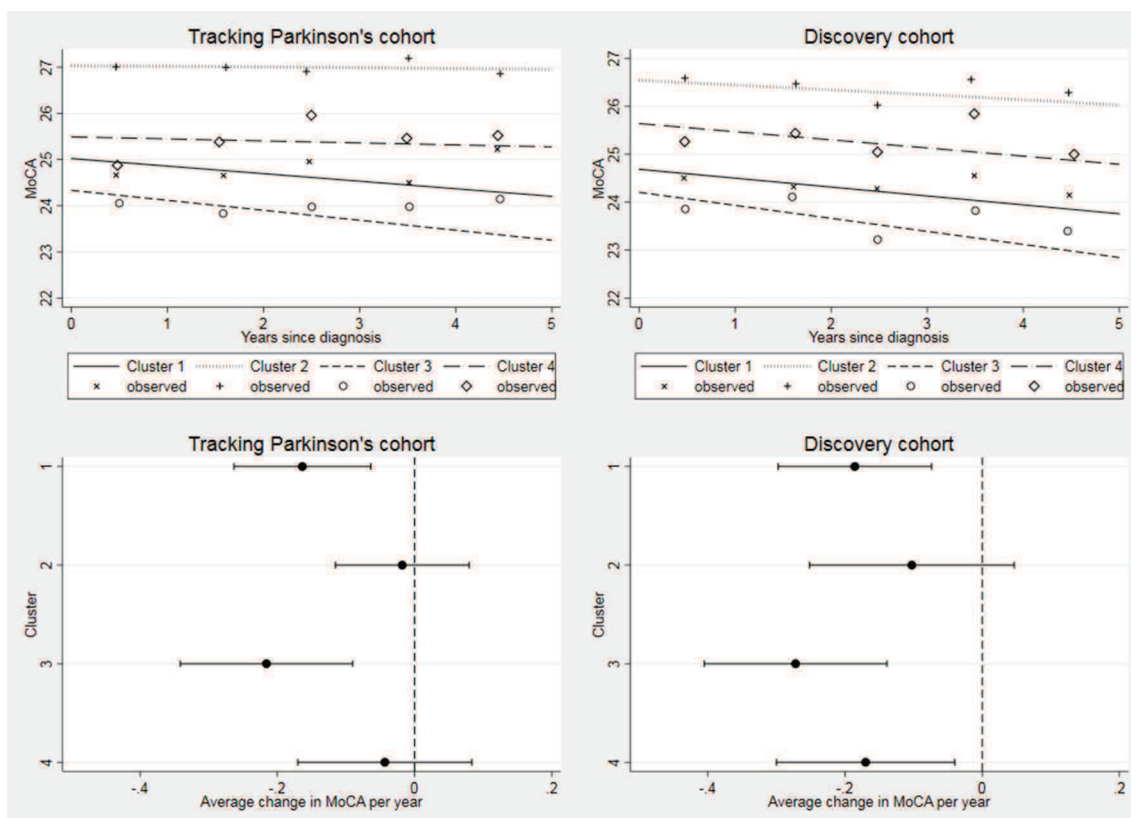 Tracking Parkinson's cohort
27
26
25
24
23
22
MoCA
0 1 2 3 4 5
Years since diagnosis
Cluster 1 Cluster 2 Cluster 3 Cluster 4
observed observed observed observed
Discovery cohort
27
26
25
24
23
22
MoCA
0 1 2 3 4 5
Years since diagnosis
Cluster 1 Cluster 2 Cluster 3 Cluster 4
observed observed observed observed
Tracking Parkinson's cohort
1
2
3
4
Cluster
-.4 -.2 0 .2
Average change in MoCA per year
Discovery cohort
1
2
3
4
Cluster
-.4 -.2 0 .2
Average change in MoCA per year